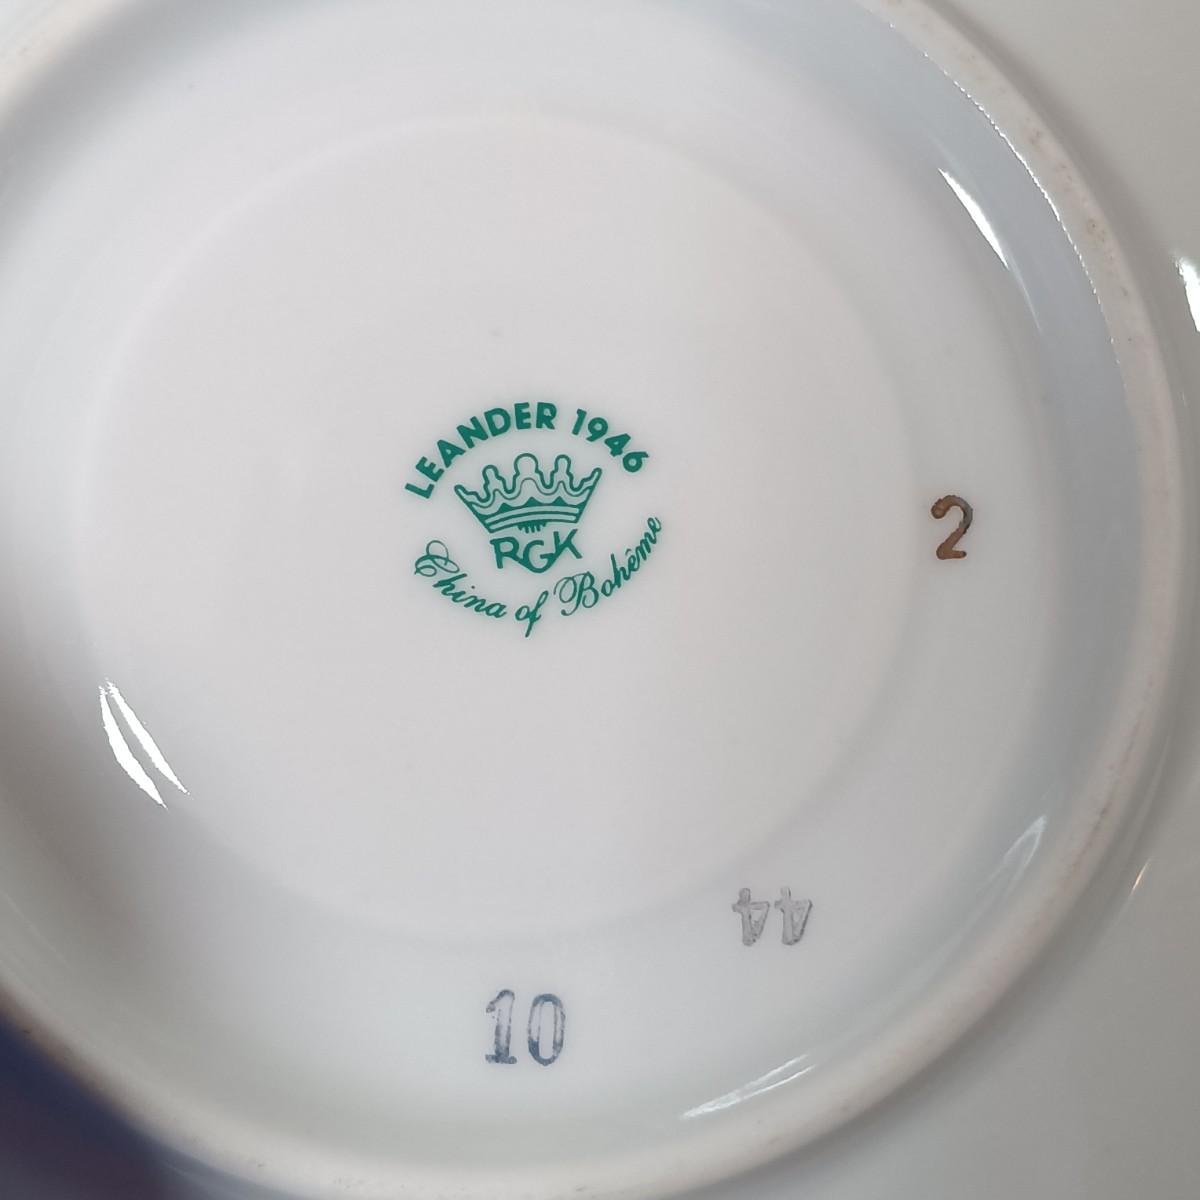 LEANDER 1946
RGK
China of Bohême
2
44
10